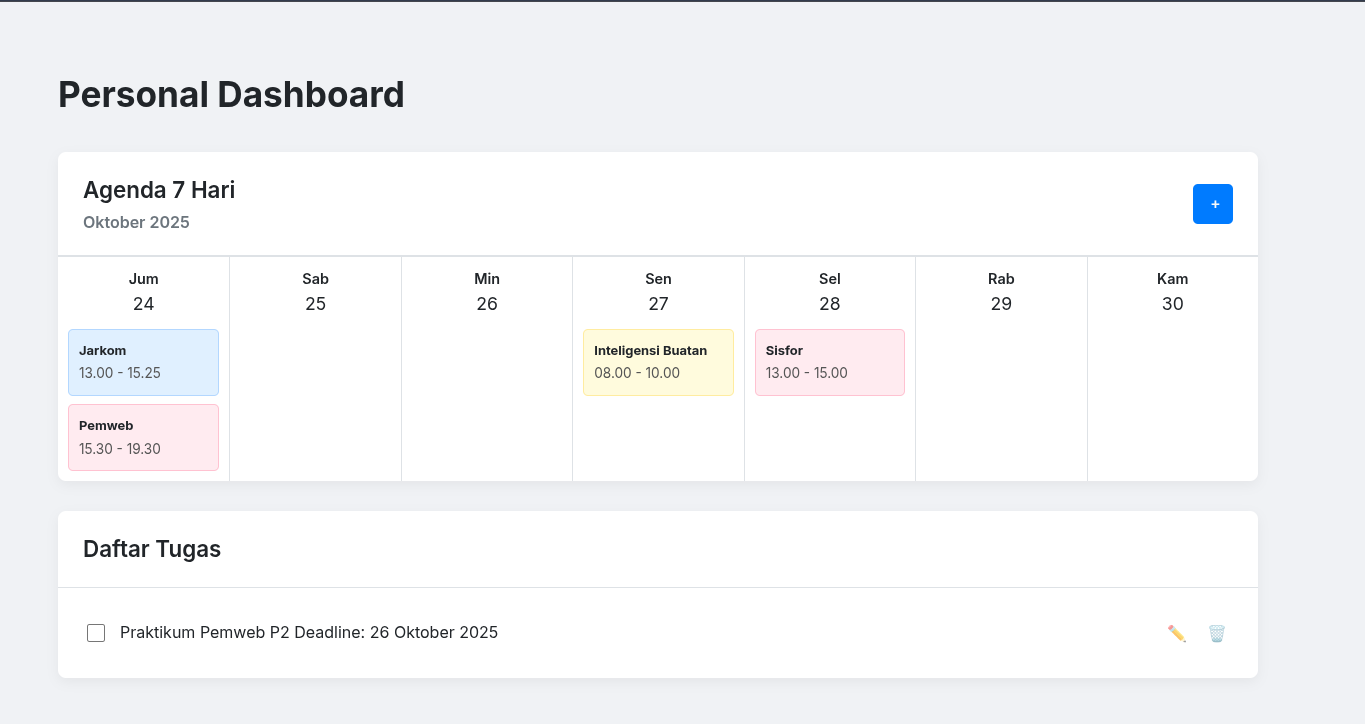 Personal Dashboard
Agenda 7 Hari
Oktober 2025
+
Jum
24
Jarkom
13.00 - 15.25
Pemweb
15.30 - 19.30
Sab
25
Min
26
Sen
27
Inteligensi Buatan
08.00 - 10.00
Sel
28
Sisfor
13.00 - 15.00
Rab
29
Kam
30
Daftar Tugas
Praktikum Pemweb P2 Deadline: 26 Oktober 2025